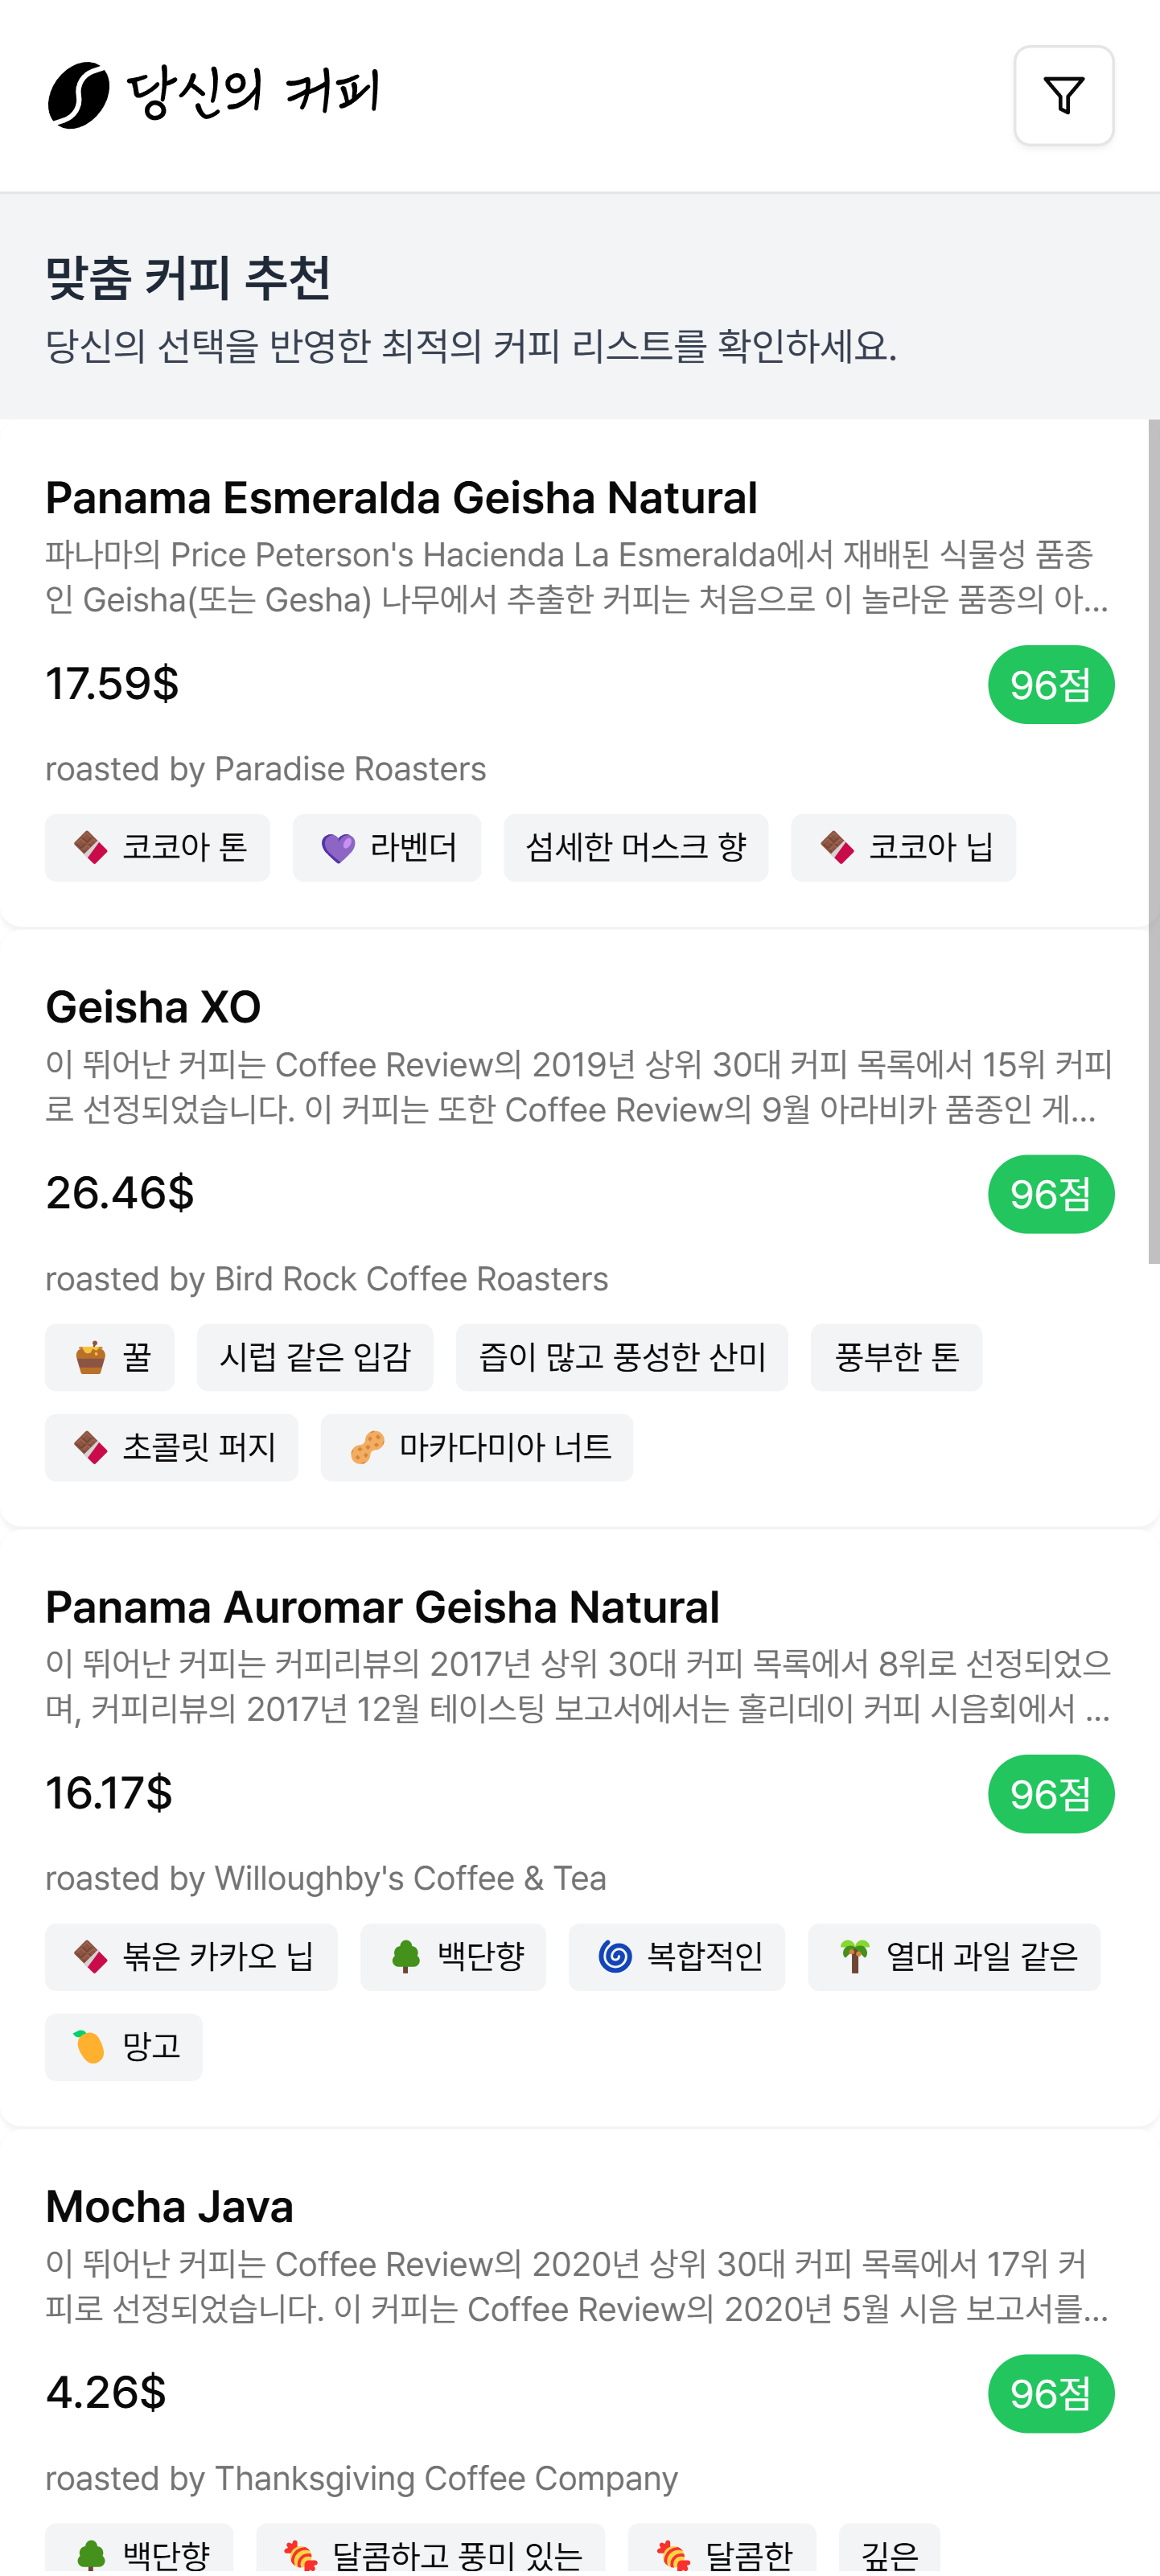 당신의 커피
맞춤 커피 추천
당신의 선택을 반영한 최적의 커피 리스트를 확인하세요.
Panama Esmeralda Geisha Natural
파나마의 Price Peterson's Hacienda La Esmeralda에서 재배된 식물성 품종
인 Geisha(또는 Gesha) 나무에서 추출한 커피는 처음으로 이 놀라운 품종의 아...
17.59$
96점
roasted by Paradise Roasters
코코아 톤 라벤더 섬세한 머스크 향 코코아 닙
Geisha XO
이 뛰어난 커피는 Coffee Review의 2019년 상위 30대 커피 목록에서 15위 커피
로 선정되었습니다. 이 커피는 또한 Coffee Review의 9월 아라비카 품종인 게...
26.46$
96점
roasted by Bird Rock Coffee Roasters
꿀 시럽 같은 입감 즙이 많고 풍성한 산미 풍부한 톤
초콜릿 퍼지 마카다미아 너트
Panama Auromar Geisha Natural
이 뛰어난 커피는 커피리뷰의 2017년 상위 30대 커피 목록에서 8위로 선정되었으
며, 커피리뷰의 2017년 12월 테이스팅 보고서에서는 홀리데이 커피 시음회에서 ...
16.17$
96점
roasted by Willoughby's Coffee & Tea
볶은 카카오 닙 백단향 복합적인 열대 과일 같은
망고
Mocha Java
이 뛰어난 커피는 Coffee Review의 2020년 상위 30대 커피 목록에서 17위 커
피로 선정되었습니다. 이 커피는 Coffee Review의 2020년 5월 시음 보고서를...
4.26$
96점
roasted by Thanksgiving Coffee Company
백단향 달콤하고 풍미 있는 달콤한 깊은